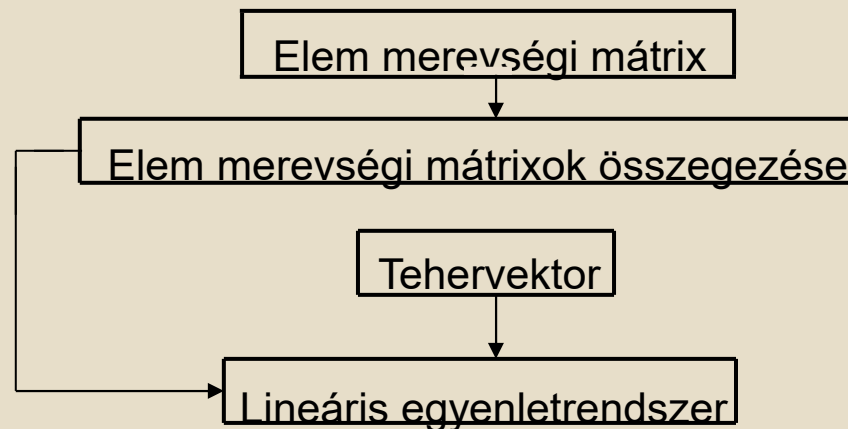 Elem merevségi mátrix
Elem merevségi mátrixok összegezése
Tehervektor
Lineáris egyenletrendszer